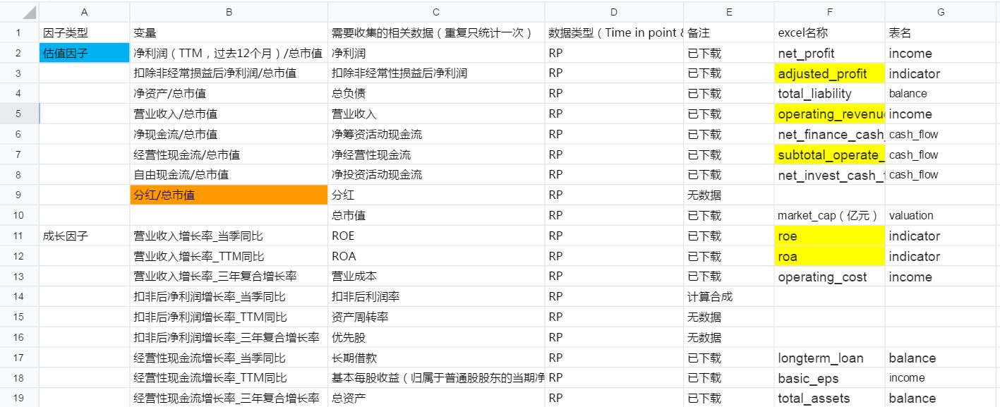 A B C D E F G
1 因子类型 变量 需要收集的相关数据（重复只统计一次） 数据类型（Time in point & 备注 excel名称 表名
2 估值因子 净利润（TTM，过去12个月）/总市值 净利润 RP 已下载 net_profit income
3 扣除非经常损益后净利润/总市值 扣除非经常性损益后净利润 RP 已下载 adjusted_profit indicator
4 净资产/总市值 总负债 RP 已下载 total_liability balance
5 营业收入/总市值 营业收入 RP 已下载 operating_revenu income
6 净现金流/总市值 净筹资活动现金流 RP 已下载 net_finance_cash_ cash_flow
7 经营性现金流/总市值 净经营性现金流 RP 已下载 subtotal_operate_ cash_flow
8 自由现金流/总市值 净投资活动现金流 RP 已下载 net_invest_cash_ cash_flow
9 分红/总市值 分红 RP 无数据
10 总市值 RP 已下载 market_cap（亿元） valuation
11 成长因子 营业收入增长率_当季同比 ROE RP 已下载 roe indicator
12 营业收入增长率_TTM同比 ROA RP 已下载 roa indicator
13 营业收入增长率_三年复合增长率 营业成本 RP 已下载 operating_cost income
14 扣非后净利润增长率_当季同比 扣非后利润率 RP 计算合成
15 扣非后净利润增长率_TTM同比 资产周转率 RP 无数据
16 扣非后净利润增长率_三年复合增长率 优先股 RP 无数据
17 经营性现金流增长率_当季同比 长期借款 RP 已下载 longterm_loan balance
18 经营性现金流增长率_TTM同比 基本每股收益（归属于普通股股东的当期净 RP 已下载 basic_eps income
19 经营性现金流增长率_三年复合增长率 总资产 RP 已下载 total_assets balance